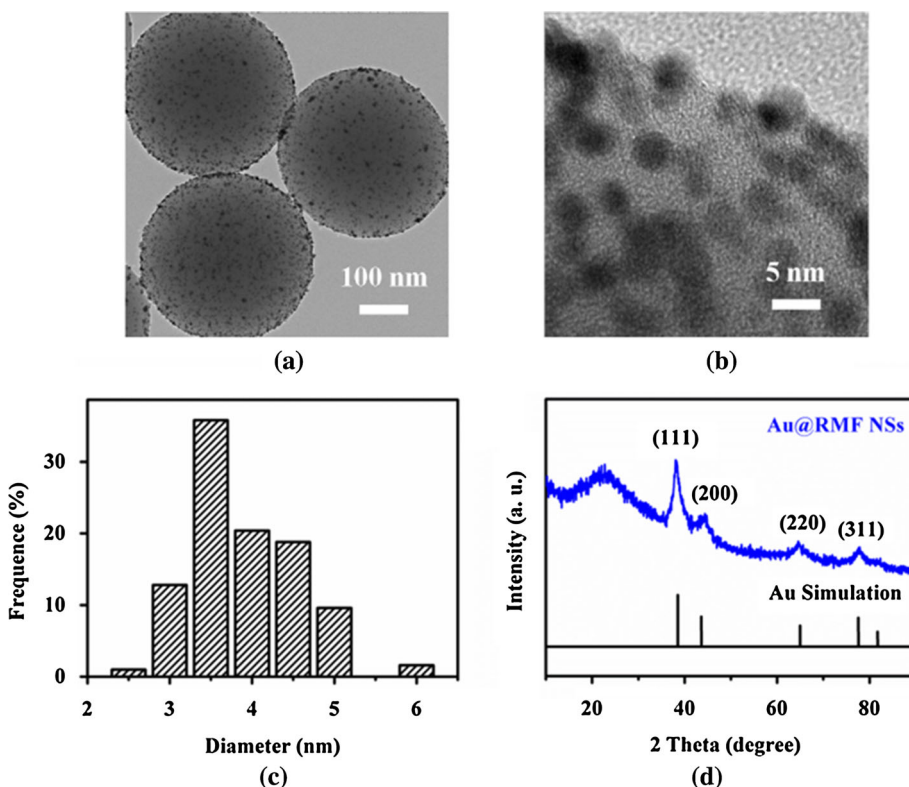 100 nm
5 nm
(a)
(b)
Frequence (%)
30
20
10
0
2
3
4
5
6
Diameter (nm)
(c)
Intensity (a. u.)
Au@RMF NSs
(111)
(200)
(220)
(311)
Au Simulation
20
40
60
80
2 Theta (degree)
(d)